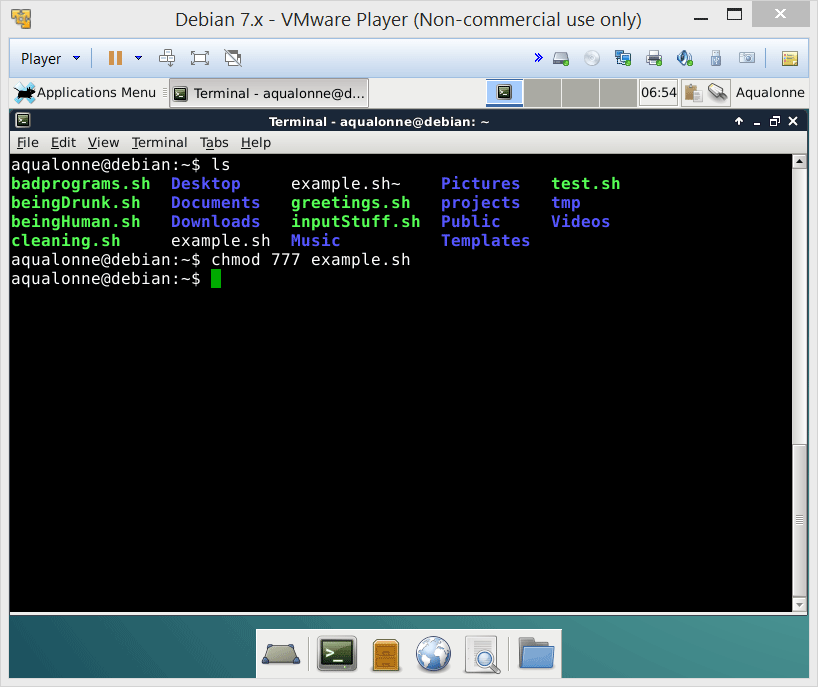 Debian 7.x - VMware Player (Non-commercial use only)
Player
Applications Menu Terminal - aqualonne@d... 06:54 Aqualonne
Terminal - aqualonne@debian: ~
File Edit View Terminal Tabs Help
aqualonne@debian:~$ ls
badprograms.sh Desktop example.sh~ Pictures test.sh
beingDrunk.sh Documents greetings.sh projects tmp
beingHuman.sh Downloads inputStuff.sh Public Videos
cleaning.sh example.sh Music Templates
aqualonne@debian:~$ chmod 777 example.sh
aqualonne@debian:~$